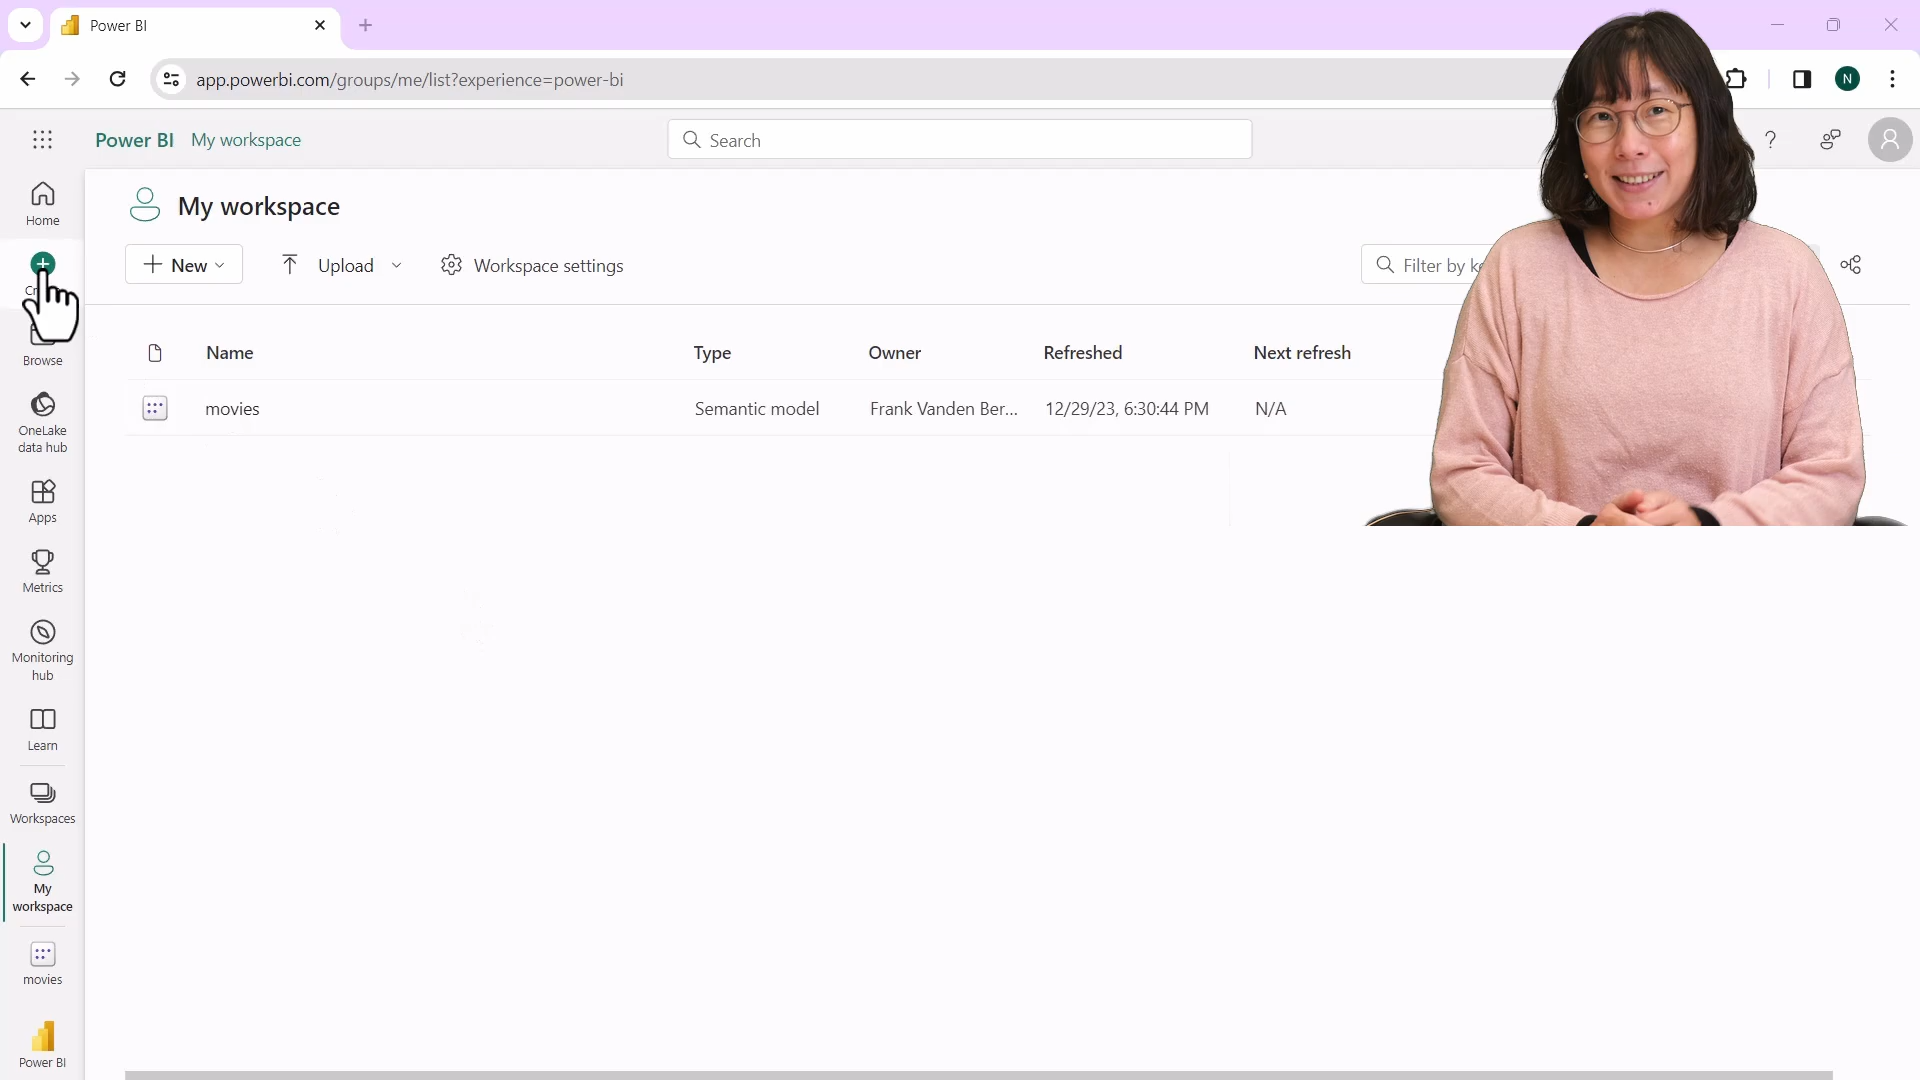 Power BI
app.powerbi.com/groups/me/list?experience=power-bi
N
Power BI My workspace
Search
?
My workspace
New
Upload
Workspace settings
Filter by
Home
Browse
OneLake
data hub
Apps
Metrics
Monitoring
hub
Learn
Workspaces
My
workspace
movies
Power BI
Name Type Owner Refreshed Next refresh
movies Semantic model Frank Vanden Ber... 12/29/23, 6:30:44 PM N/A